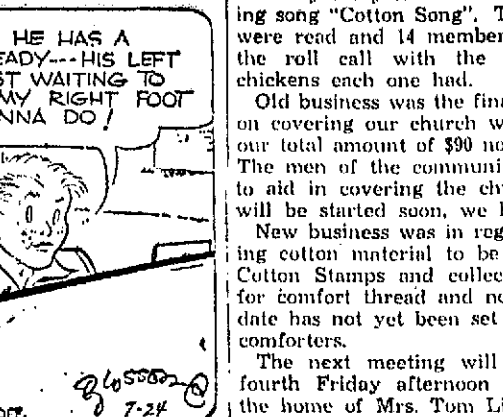 HE HAS A
EADY---HIS LEFT
ST WAITING TO
MY RIGHT FOOT
NNA DO!
7-24
ing song "Cotton Song". T
were read and 14 member
the roll call with the
chickens each one had.
Old business was the fina
on covering our church w
our total amount of $90 no
The men of the communi
to aid in covering the ch
will be started soon, we h
New business was in reg
ing cotton material to be
Cotton Stamps and collec
for comfort thread and ne
date has not yet been set
comforters.
The next meeting will
fourth Friday afternoon
the home of Mrs. Tom Li